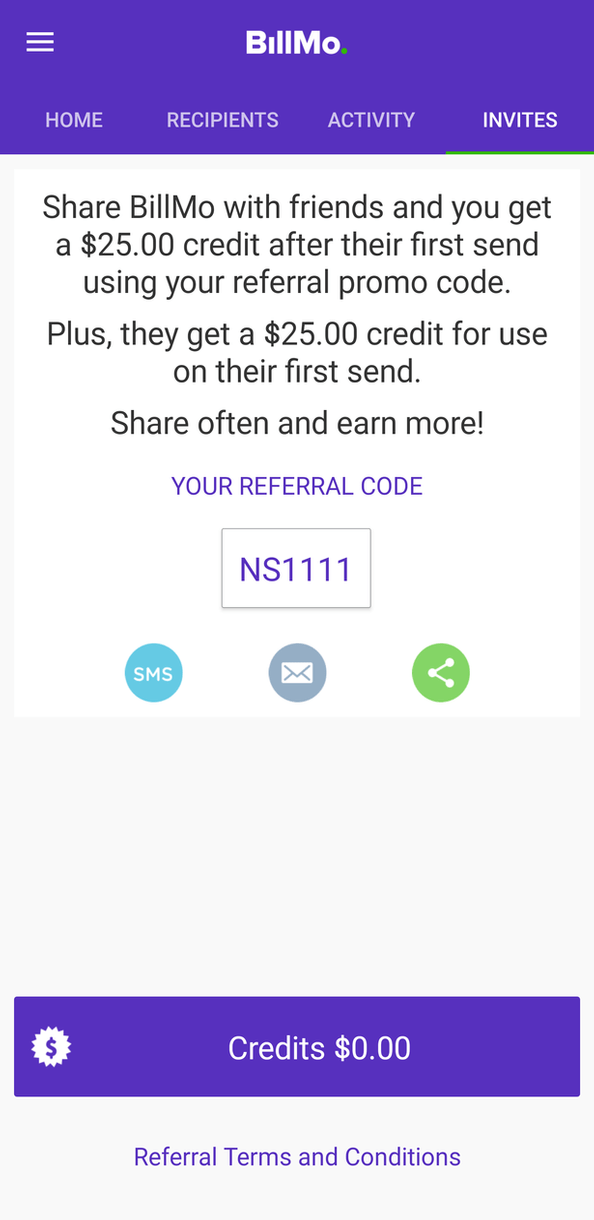 BillMo.
HOME RECIPIENTS ACTIVITY INVITES
Share BillMo with friends and you get
a $25.00 credit after their first send
using your referral promo code.
Plus, they get a $25.00 credit for use
on their first send.
Share often and earn more!
YOUR REFERRAL CODE
NS1111
SMS
$ Credits $0.00
Referral Terms and Conditions